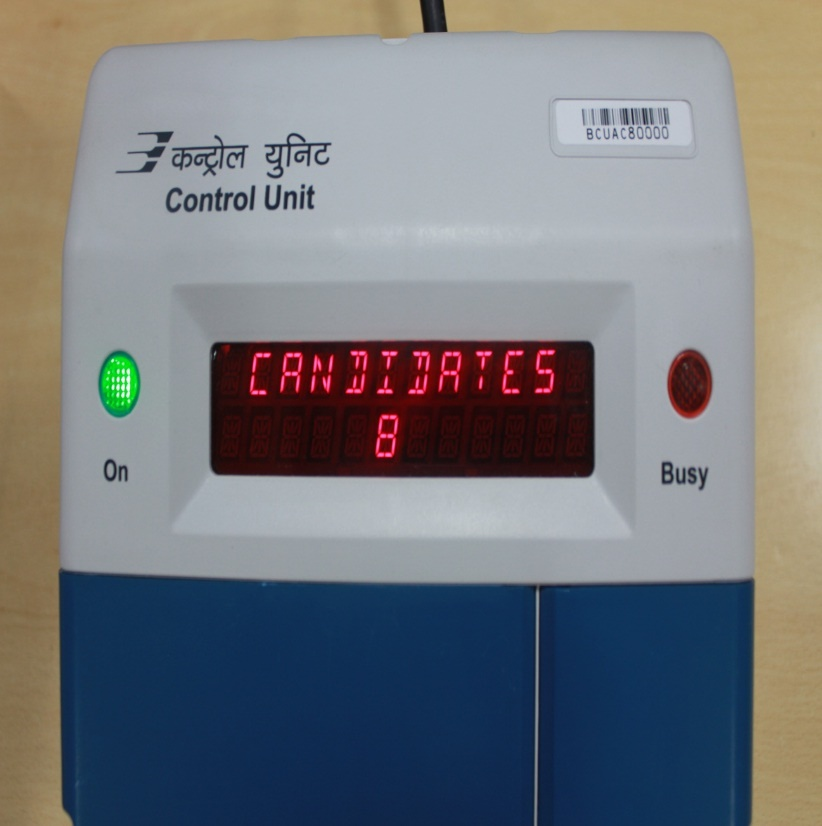 BCUAC80000
कन्ट्रोल युनिट
Control Unit
CANDIDATES
8
On
Busy